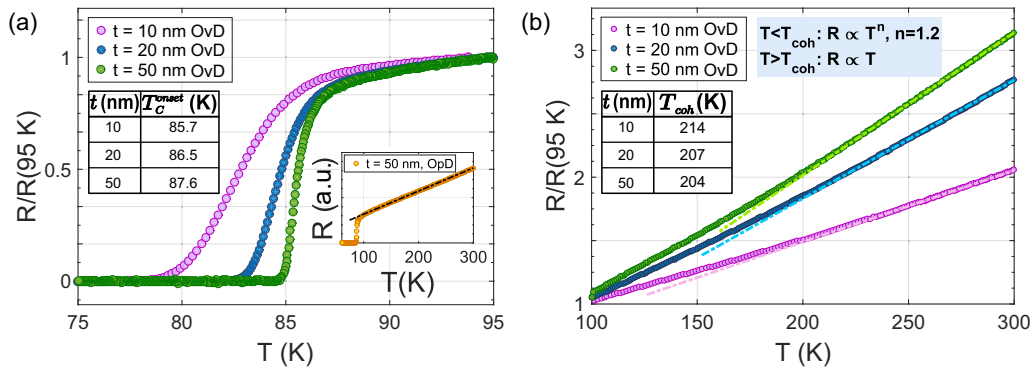 (a)
t = 10 nm OvD
t = 20 nm OvD
t = 50 nm OvD
t (nm) T_C^onset (K)
10 85.7
20 86.5
50 87.6
R/R(95 K)
1
0.5
0
75 80 85 90 95
T (K)
t = 50 nm, OpD
R (a.u.)
100 200 300
T(K)
(b)
t = 10 nm OvD
t = 20 nm OvD
t = 50 nm OvD
T<T_coh: R ∝ T^n, n=1.2
T>T_coh: R ∝ T
t (nm) T_coh (K)
10 214
20 207
50 204
R/R(95 K)
3
2
1
100 150 200 250 300
T (K)